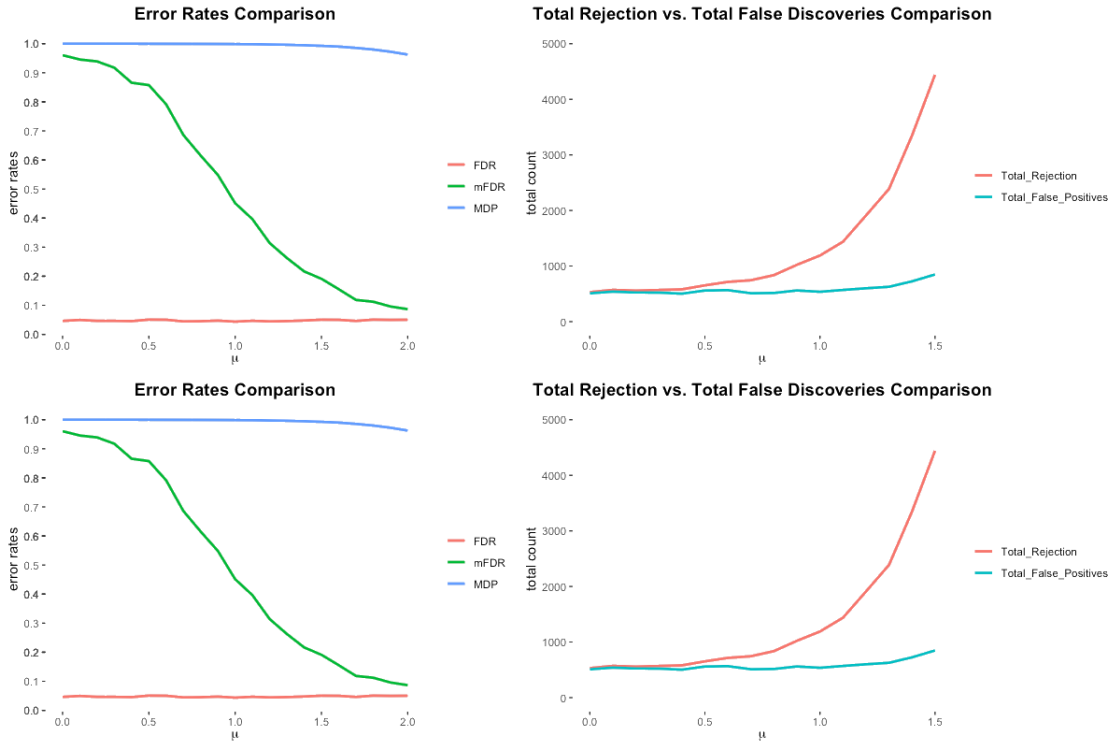 Error Rates Comparison
1.0
0.9
0.8
0.7
0.6
0.5
0.4
0.3
0.2
0.1
0.0
error rates
0.0 0.5 1.0 1.5 2.0
μ
FDR
mFDR
MDP
Total Rejection vs. Total False Discoveries Comparison
5000
4000
3000
2000
1000
0
total count
0.0 0.5 1.0 1.5
μ
Total_Rejection
Total_False_Positives
Error Rates Comparison
1.0
0.9
0.8
0.7
0.6
0.5
0.4
0.3
0.2
0.1
0.0
error rates
0.0 0.5 1.0 1.5 2.0
μ
FDR
mFDR
MDP
Total Rejection vs. Total False Discoveries Comparison
5000
4000
3000
2000
1000
0
total count
0.0 0.5 1.0 1.5
μ
Total_Rejection
Total_False_Positives